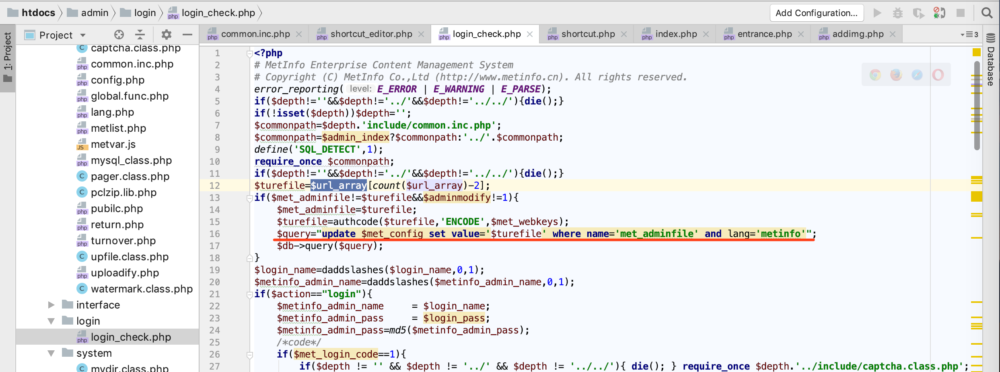 htdocs admin login login_check.php Add Configuration...
1: Project
Project
common.inc.php shortcut_editor.php login_check.php shortcut.php index.php entrance.php addimg.php 3
captcha.class.php
common.inc.php
config.php
global.func.php
lang.php
metlist.php
metvar.js
mysql_class.php
pager.class.php
pclzip.lib.php
pubilc.php
return.php
turnover.php
upfile.class.php
uploadify.php
watermark.class.php
interface
login
login_check.php
system
mydir.class.php
1 <?php
2 # MetInfo Enterprise Content Management System
3 # Copyright (C) MetInfo Co.,Ltd (http://www.metinfo.cn). All rights reserved.
4 error_reporting( level: E_ERROR | E_WARNING | E_PARSE);
5 if($depth!=''&&$depth!='../'&&$depth!='../../'){die();}
6 if(!isset($depth))$depth='';
7 $commonpath=$depth.'include/common.inc.php';
8 $commonpath=$admin_index?$commonpath:'../'.$commonpath;
9 define('SQL_DETECT',1);
10 require_once $commonpath;
11 if($depth!=''&&$depth!='../'&&$depth!='../../'){die();}
12 $turefile=$url_array[count($url_array)-2];
13 if($met_adminfile!=$turefile&&$adminmodify!=1){
14 $met_adminfile=$turefile;
15 $turefile=authcode($turefile,'ENCODE',$met_webkeys);
16 $query="update $met_config set value='$turefile' where name='met_adminfile' and lang='metinfo'";
17 $db->query($query);
18 }
19 $login_name=daddslashes($login_name,0,1);
20 $metinfo_admin_name=daddslashes($metinfo_admin_name,0,1);
21 if($action=="login"){
22 $metinfo_admin_name = $login_name;
23 $metinfo_admin_pass = $login_pass;
24 $metinfo_admin_pass=md5($metinfo_admin_pass);
25 /*code*/
26 if($met_login_code==1){
27 if($depth != '' && $depth != '../' && $depth != '../../'){ die(); } require_once $depth.'../include/captcha.class.php';
Database